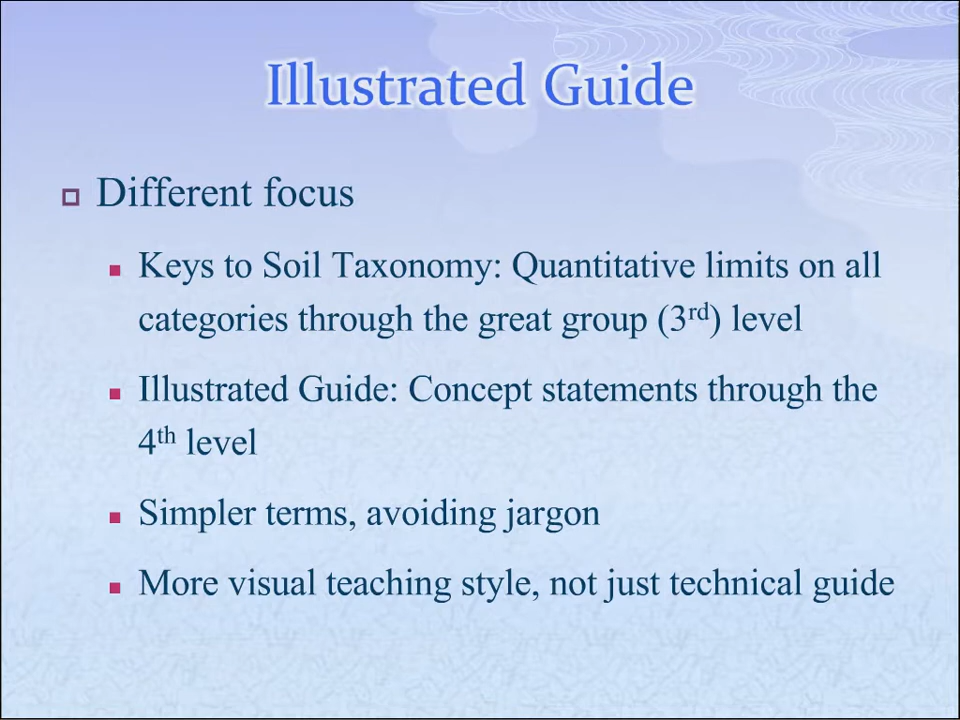 Illustrated Guide
Different focus
Keys to Soil Taxonomy: Quantitative limits on all
categories through the great group (3rd) level
Illustrated Guide: Concept statements through the
4th level
Simpler terms, avoiding jargon
More visual teaching style, not just technical guide